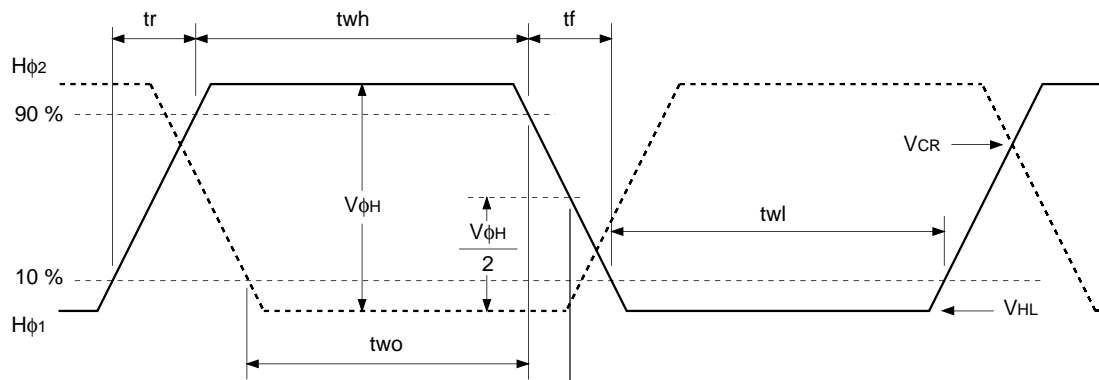 tr
twh
tf
Hφ2
90 %
VCR
VφH
VφH
2
twl
10 %
VHL
Hφ1
two